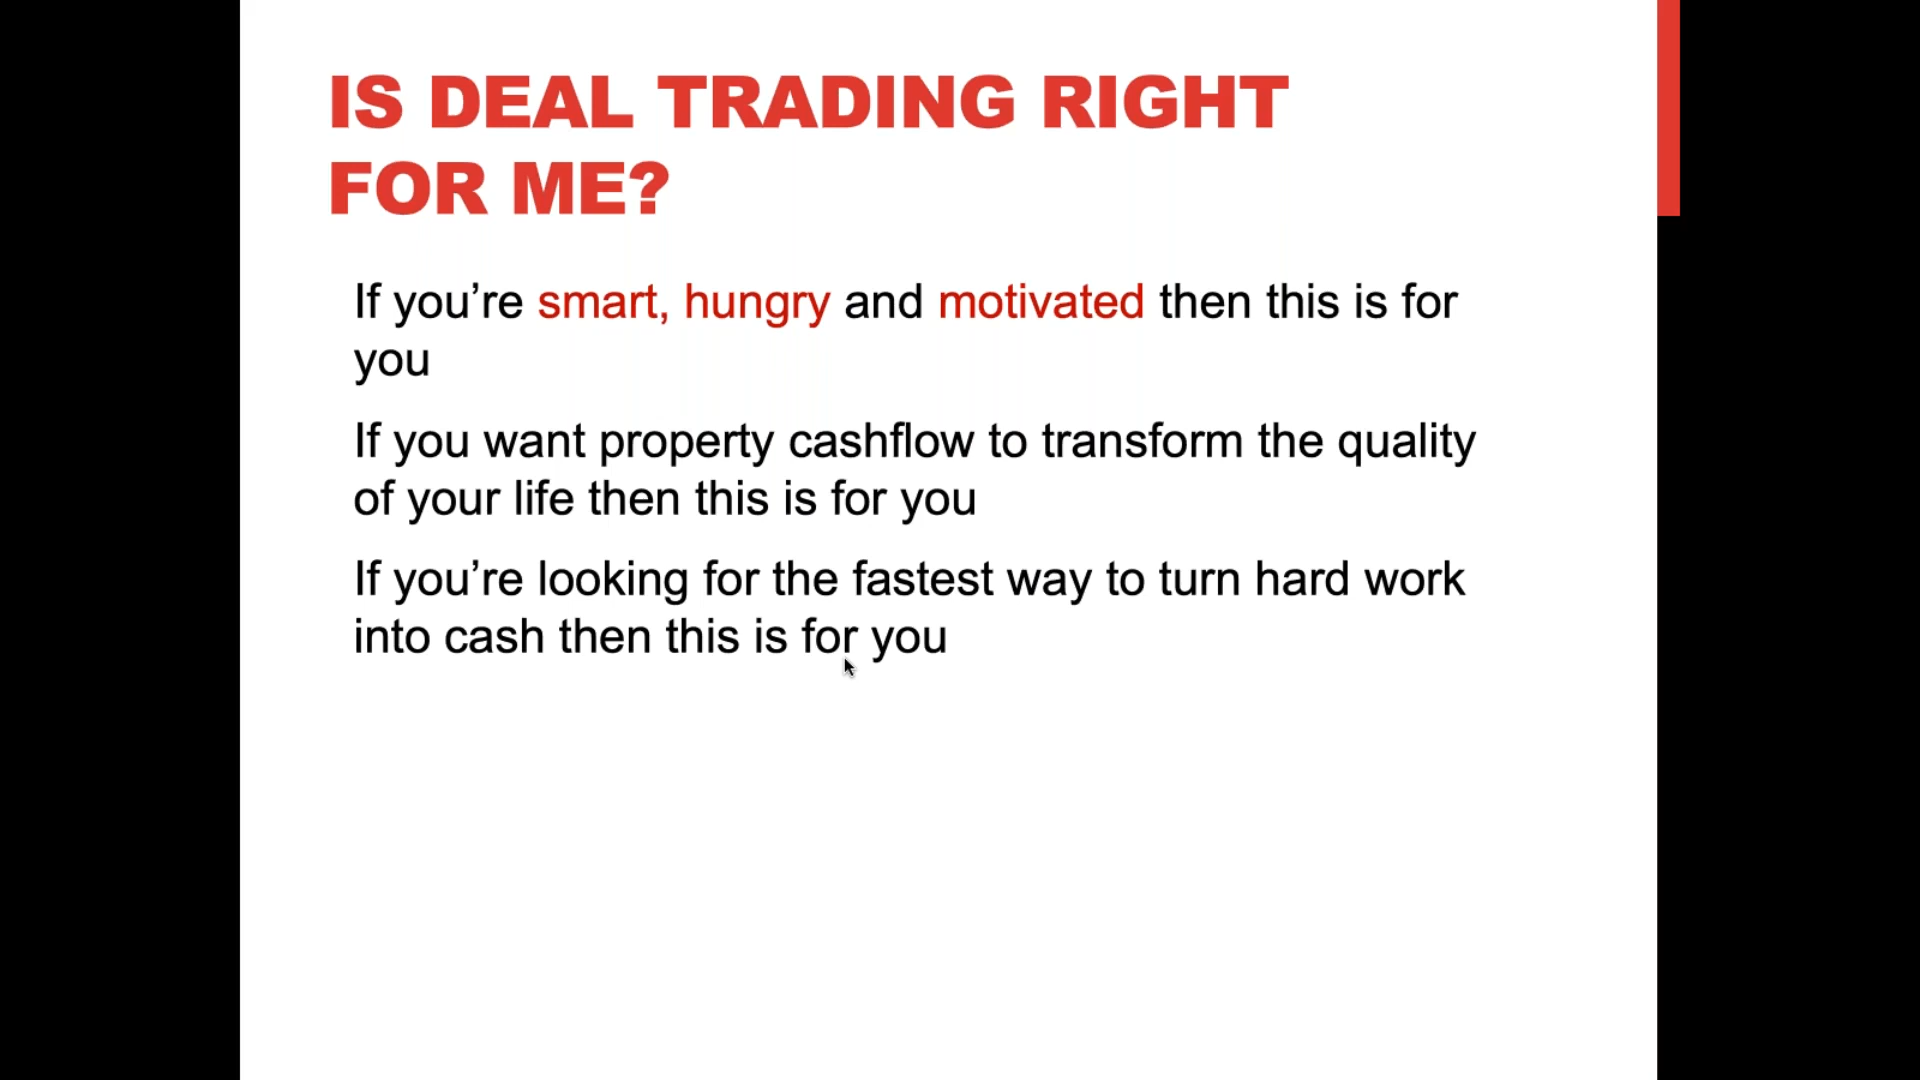 IS DEAL TRADING RIGHT
FOR ME?
If you’re smart, hungry and motivated then this is for
you
If you want property cashflow to transform the quality
of your life then this is for you
If you’re looking for the fastest way to turn hard work
into cash then this is for you